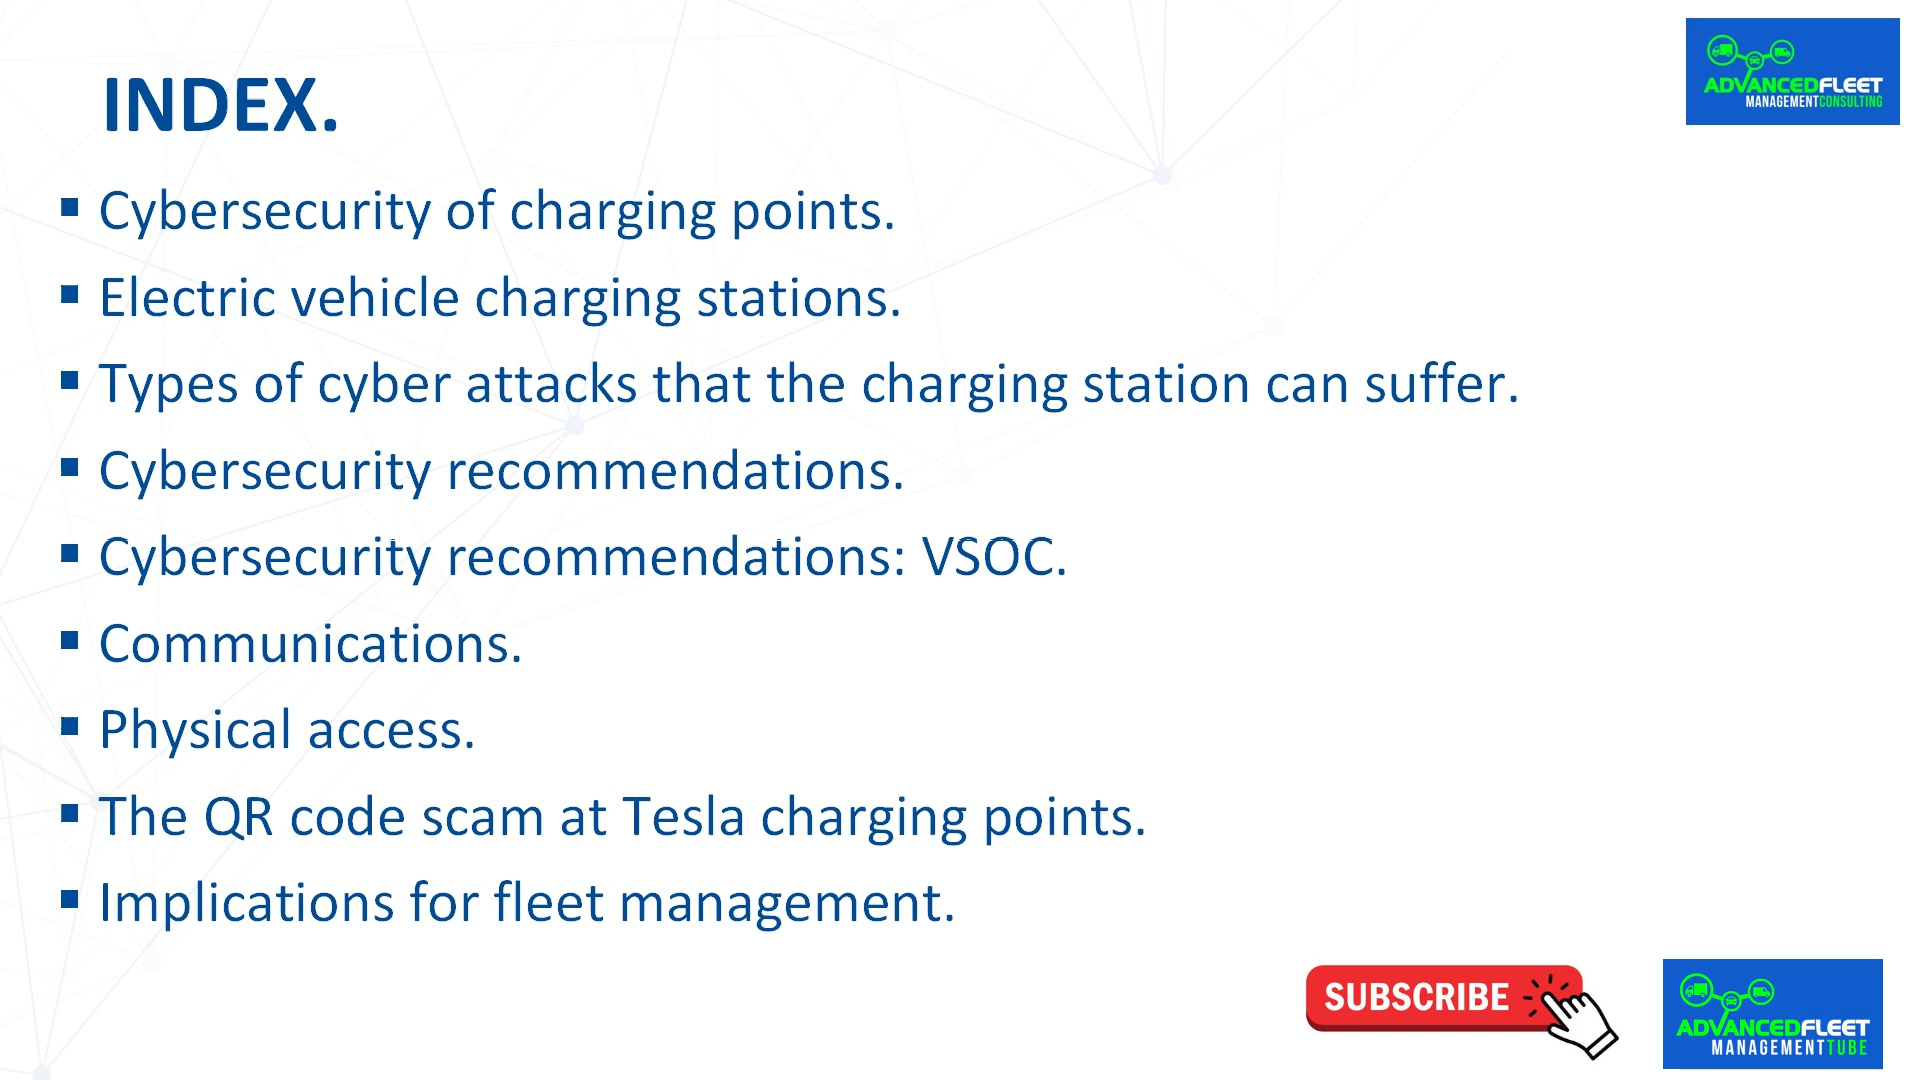 INDEX.
ADVANCEDFLEET
MANAGEMENTCONSULTING
▪ Cybersecurity of charging points.
▪ Electric vehicle charging stations.
▪ Types of cyber attacks that the charging station can suffer.
▪ Cybersecurity recommendations.
▪ Cybersecurity recommendations: VSOC.
▪ Communications.
▪ Physical access.
▪ The QR code scam at Tesla charging points.
▪ Implications for fleet management.
SUBSCRIBE
ADVANCEDFLEET
MANAGEMENTTUBE